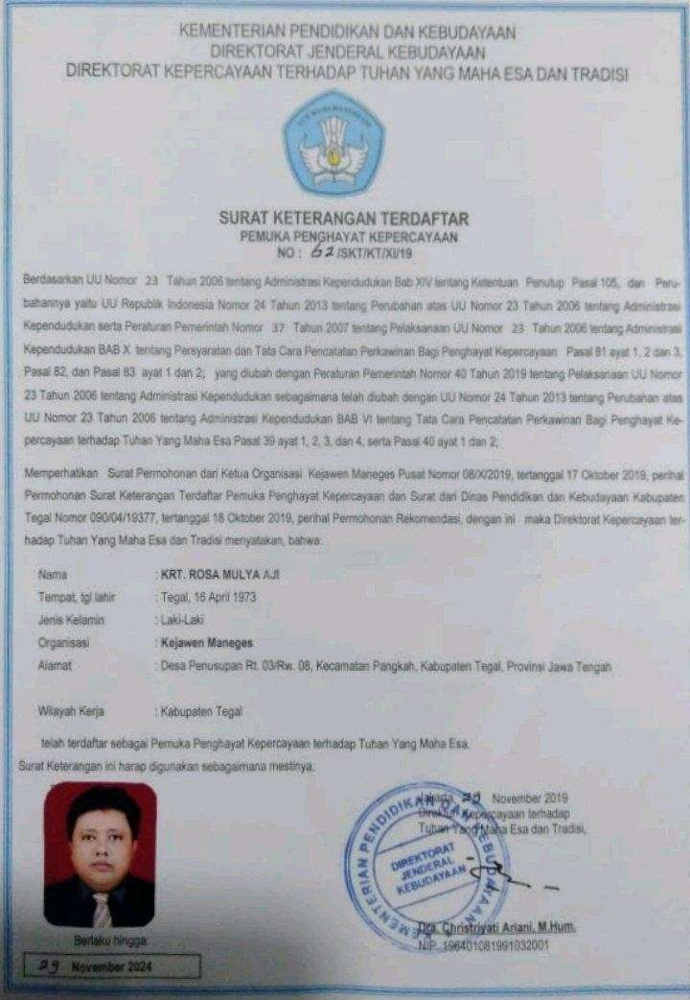 KEMENTERIAN PENDIDIKAN DAN KEBUDAYAAN
DIREKTORAT JENDERAL KEBUDAYAAN
DIREKTORAT KEPERCAYAAN TERHADAP TUHAN YANG MAHA ESA DAN TRADISI
TUT WURI HANDAYANI
SURAT KETERANGAN TERDAFTAR
PEMUKA PENGHAYAT KEPERCAYAAN
NO : 62/SKT/KT/XI/19
Berdasarkan UU Nomor 23 Tahun 2006 tentang Administrasi Kependudukan Bab XIV tentang Ketentuan Penutup Pasal 105, dan Peru-
bahannya yaitu UU Republik Indonesia Nomor 24 Tahun 2013 tentang Perubahan atas UU Nomor 23 Tahun 2006 tentang Administrasi
Kependudukan serta Peraturan Pemerintah Nomor 37 Tahun 2007 tentang Pelaksanaan UU Nomor 23 Tahun 2006 tentang Administrasi
Kependudukan BAB X tentang Persyaratan dan Tata Cara Pencatatan Perkawinan Bagi Penghayat Kepercayaan Pasal 81 ayat 1, 2 dan 3,
Pasal 82, dan Pasal 83 ayat 1 dan 2; yang diubah dengan Peraturan Pemerintah Nomor 40 Tahun 2019 tentang Pelaksanaan UU Nomor
23 Tahun 2006 tentang Administrasi Kependudukan sebagaimana telah diubah dengan UU Nomor 24 Tahun 2013 tentang Perubahan atas
UU Nomor 23 Tahun 2006 tentang Administrasi Kependudukan BAB VI tentang Tata Cara Pencatatan Perkawinan Bagi Penghayat Ke-
percayaan terhadap Tuhan Yang Maha Esa Pasal 39 ayat 1, 2, 3, dan 4, serta Pasal 40 ayat 1 dan 2;
Memperhatikan Surat Permohonan dari Ketua Organisasi Kejawen Maneges Pusat Nomor 08/X/2019, tertanggal 17 Oktober 2019, perihal
Permohonan Surat Keterangan Terdaftar Pemuka Penghayat Kepercayaan dan Surat dari Dinas Pendidikan dan Kebudayaan Kabupaten
Tegal Nomor 090/04/19377, tertanggal 18 Oktober 2019, perihal Permohonan Rekomendasi, dengan ini maka Direktorat Kepercayaan ter-
hadap Tuhan Yang Maha Esa dan Tradisi menyatakan, bahwa:
Nama : KRT. ROSA MULYA AJI
Tempat, tgl lahir : Tegal, 16 April 1973
Jenis Kelamin : Laki-Laki
Organisasi : Kejawen Maneges
Alamat : Desa Penusupan Rt. 03/Rw. 08, Kecamatan Pangkah, Kabupaten Tegal, Provinsi Jawa Tengah
Wilayah Kerja : Kabupaten Tegal
telah terdaftar sebagai Pemuka Penghayat Kepercayaan terhadap Tuhan Yang Maha Esa.
Surat Keterangan ini harap digunakan sebagaimana mestinya.
Jakarta, 29 November 2019
Direktur Kepercayaan terhadap
Tuhan Yang Maha Esa dan Tradisi,
KEMENTERIAN PENDIDIKAN DAN KEBUDAYAAN
DIREKTORAT
JENDERAL
KEBUDAYAAN
Dra. Christriyati Ariani, M.Hum.
NIP. 196401081991032001
Berlaku hingga:
29 November 2024